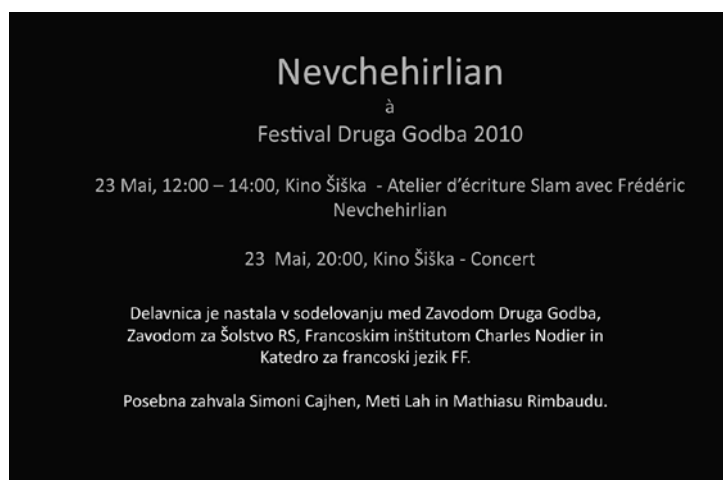 Nevchehirlian
à
Festival Druga Godba 2010
23 Mai, 12:00 – 14:00, Kino Šiška - Atelier d'écriture Slam avec Frédéric
Nevchehirlian
23 Mai, 20:00, Kino Šiška - Concert
Delavnica je nastala v sodelovanju med Zavodom Druga Godba,
Zavodom za Šolstvo RS, Francoskim inštitutom Charles Nodier in
Katedro za francoski jezik FF.
Posebna zahvala Simoni Cajhen, Meti Lah in Mathiasu Rimbaudu.